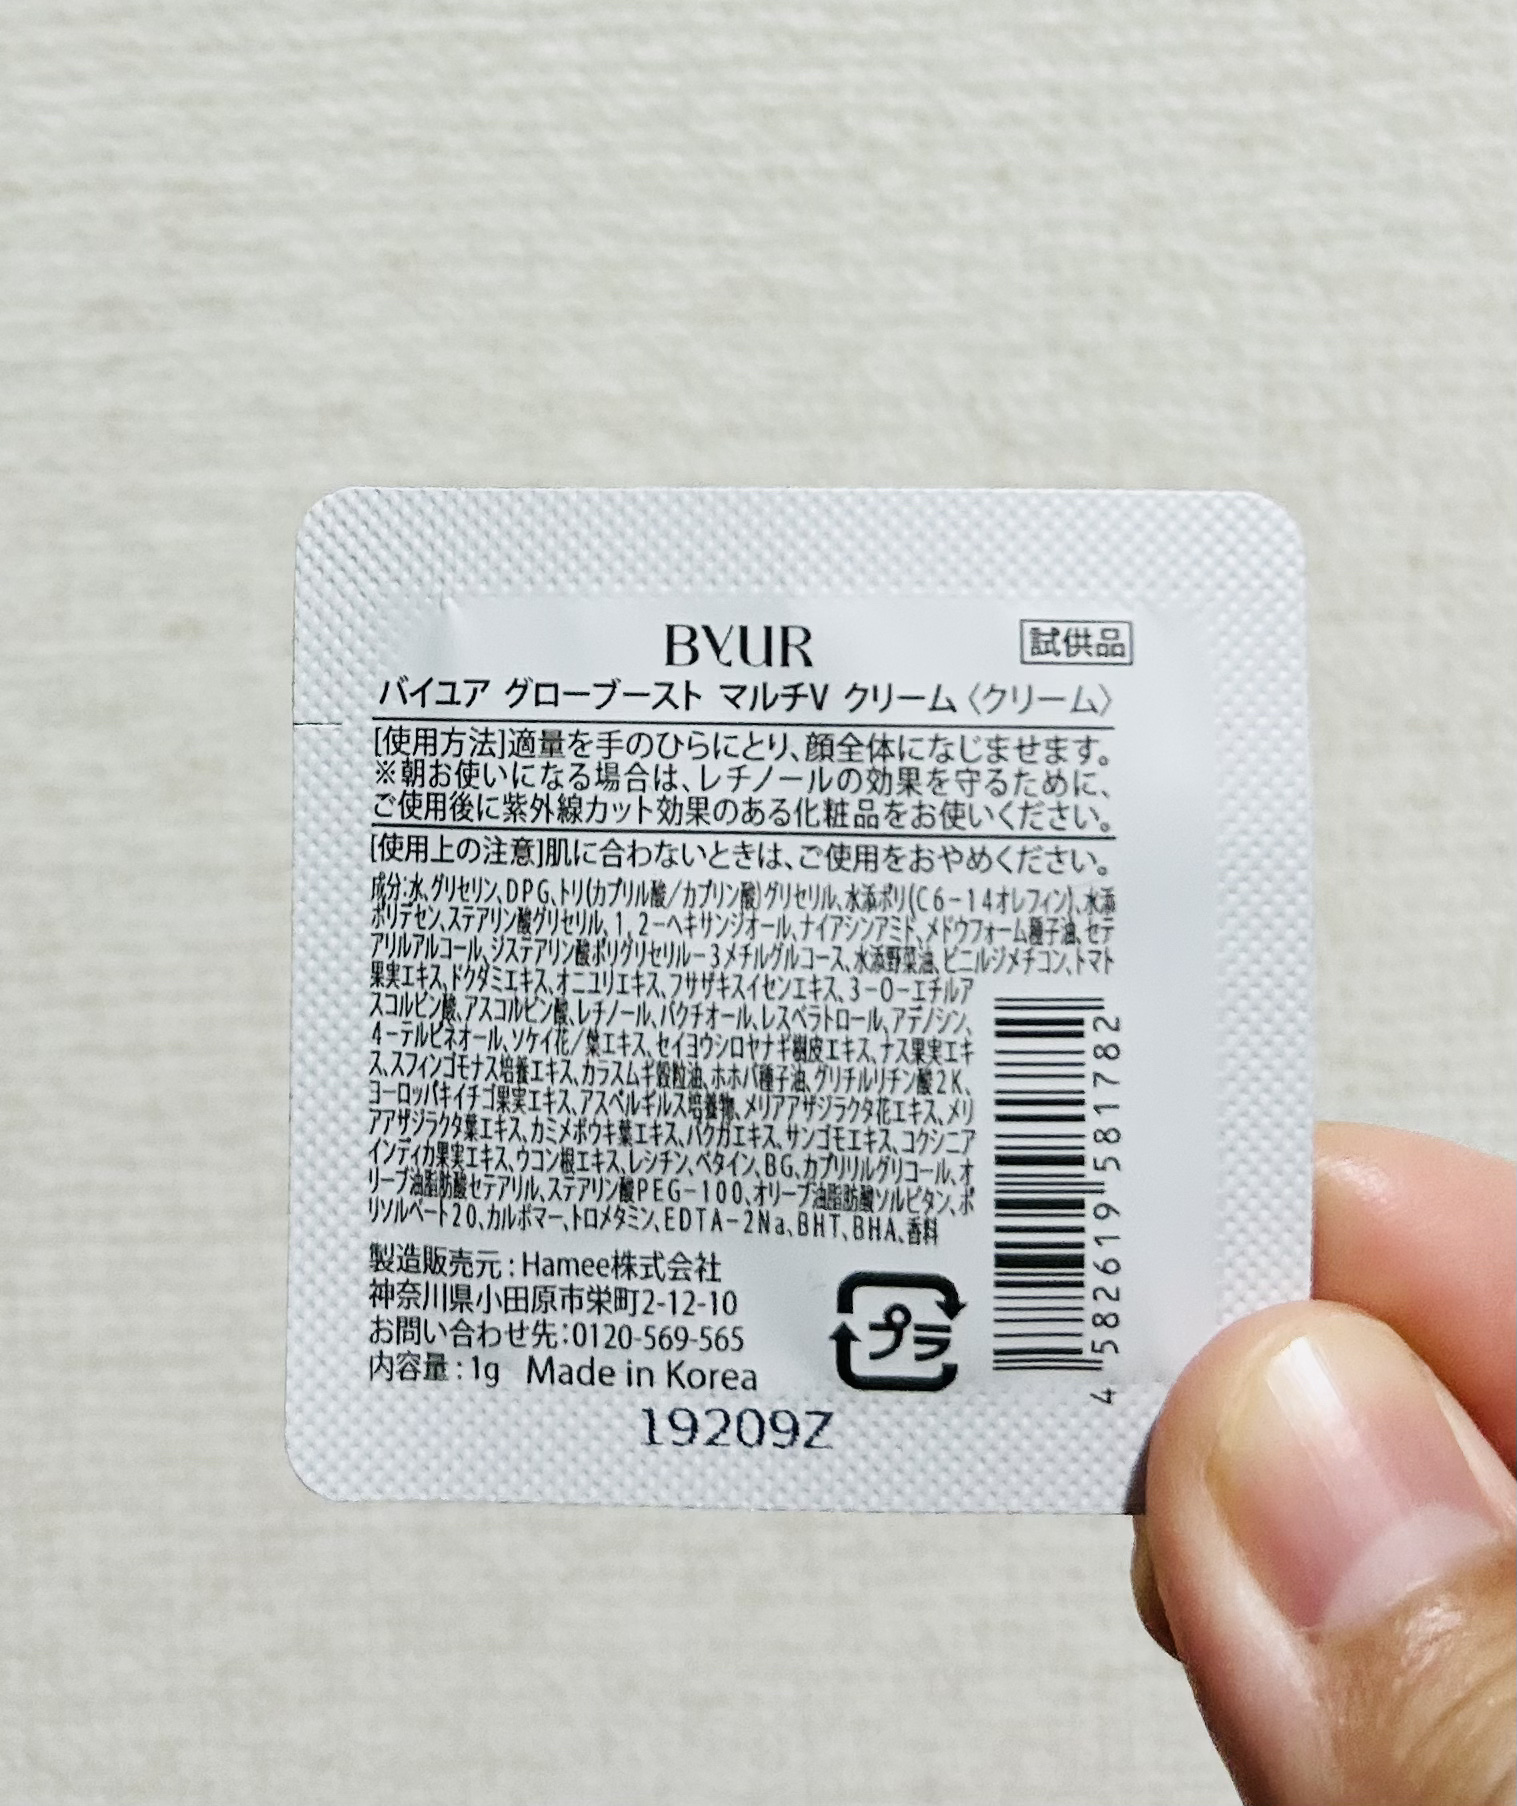 BYUR
試供品
バイユア グローブースト マルチV クリーム〈クリーム〉
[使用方法]適量を手のひらにとり、顔全体になじませます。
※朝お使いになる場合は、レチノールの効果を守るために、
ご使用後に紫外線カット効果のある化粧品をお使いください。
[使用上の注意]肌に合わないときは、ご使用をおやめください。
成分:水、グリセリン、DPG、トリ(カプリル酸/カプリン酸)グリセリル、水添ポリ(C6-14オレフィン)、水添
ポリデセン、ステアリン酸グリセリル、1,2-ヘキサンジオール、ナイアシンアミド、メドウフォーム種子油、セテ
アリルアルコール、ジステアリン酸ポリグリセリル-3メチルグルコース、水添野菜油、ビニルジメチコン、トマト
果実エキス、ドクダミエキス、オニユリエキス、フサザキスイセンエキス、3-O-エチルア
スコルビン酸、アスコルビン酸、レチノール、バクチオール、レスベラトロール、アデノシン、
4-テルピネオール、ソケイ花/葉エキス、セイヨウシロヤナギ樹皮エキス、ナス果実エキ
ス、スフィンゴモナス培養エキス、カラスムギ穀粒油、ホホバ種子油、グリチルリチン酸2K、
ヨーロッパキイチゴ果実エキス、アスペルギルス培養物、メリアアザジラクタ花エキス、メリ
アアザジラクタ葉エキス、カミメボウキ葉エキス、バクガエキス、サンゴモエキス、コクシニア
インディカ果実エキス、ウコン根エキス、レシチン、ベタイン、BG、カプリリルグリコール、オ
リーブ油脂肪酸セテアリル、ステアリン酸PEG-100、オリーブ油脂肪酸ソルビタン、ポ
リソルベート20、カルボマー、トロメタミン、EDTA-2Na、BHT、BHA、香料
製造販売元:Hamee株式会社
神奈川県小田原市栄町2-12-10
お問い合わせ先:0120-569-565
内容量:1g Made in Korea
プラ
4 582619 581782
19209Z